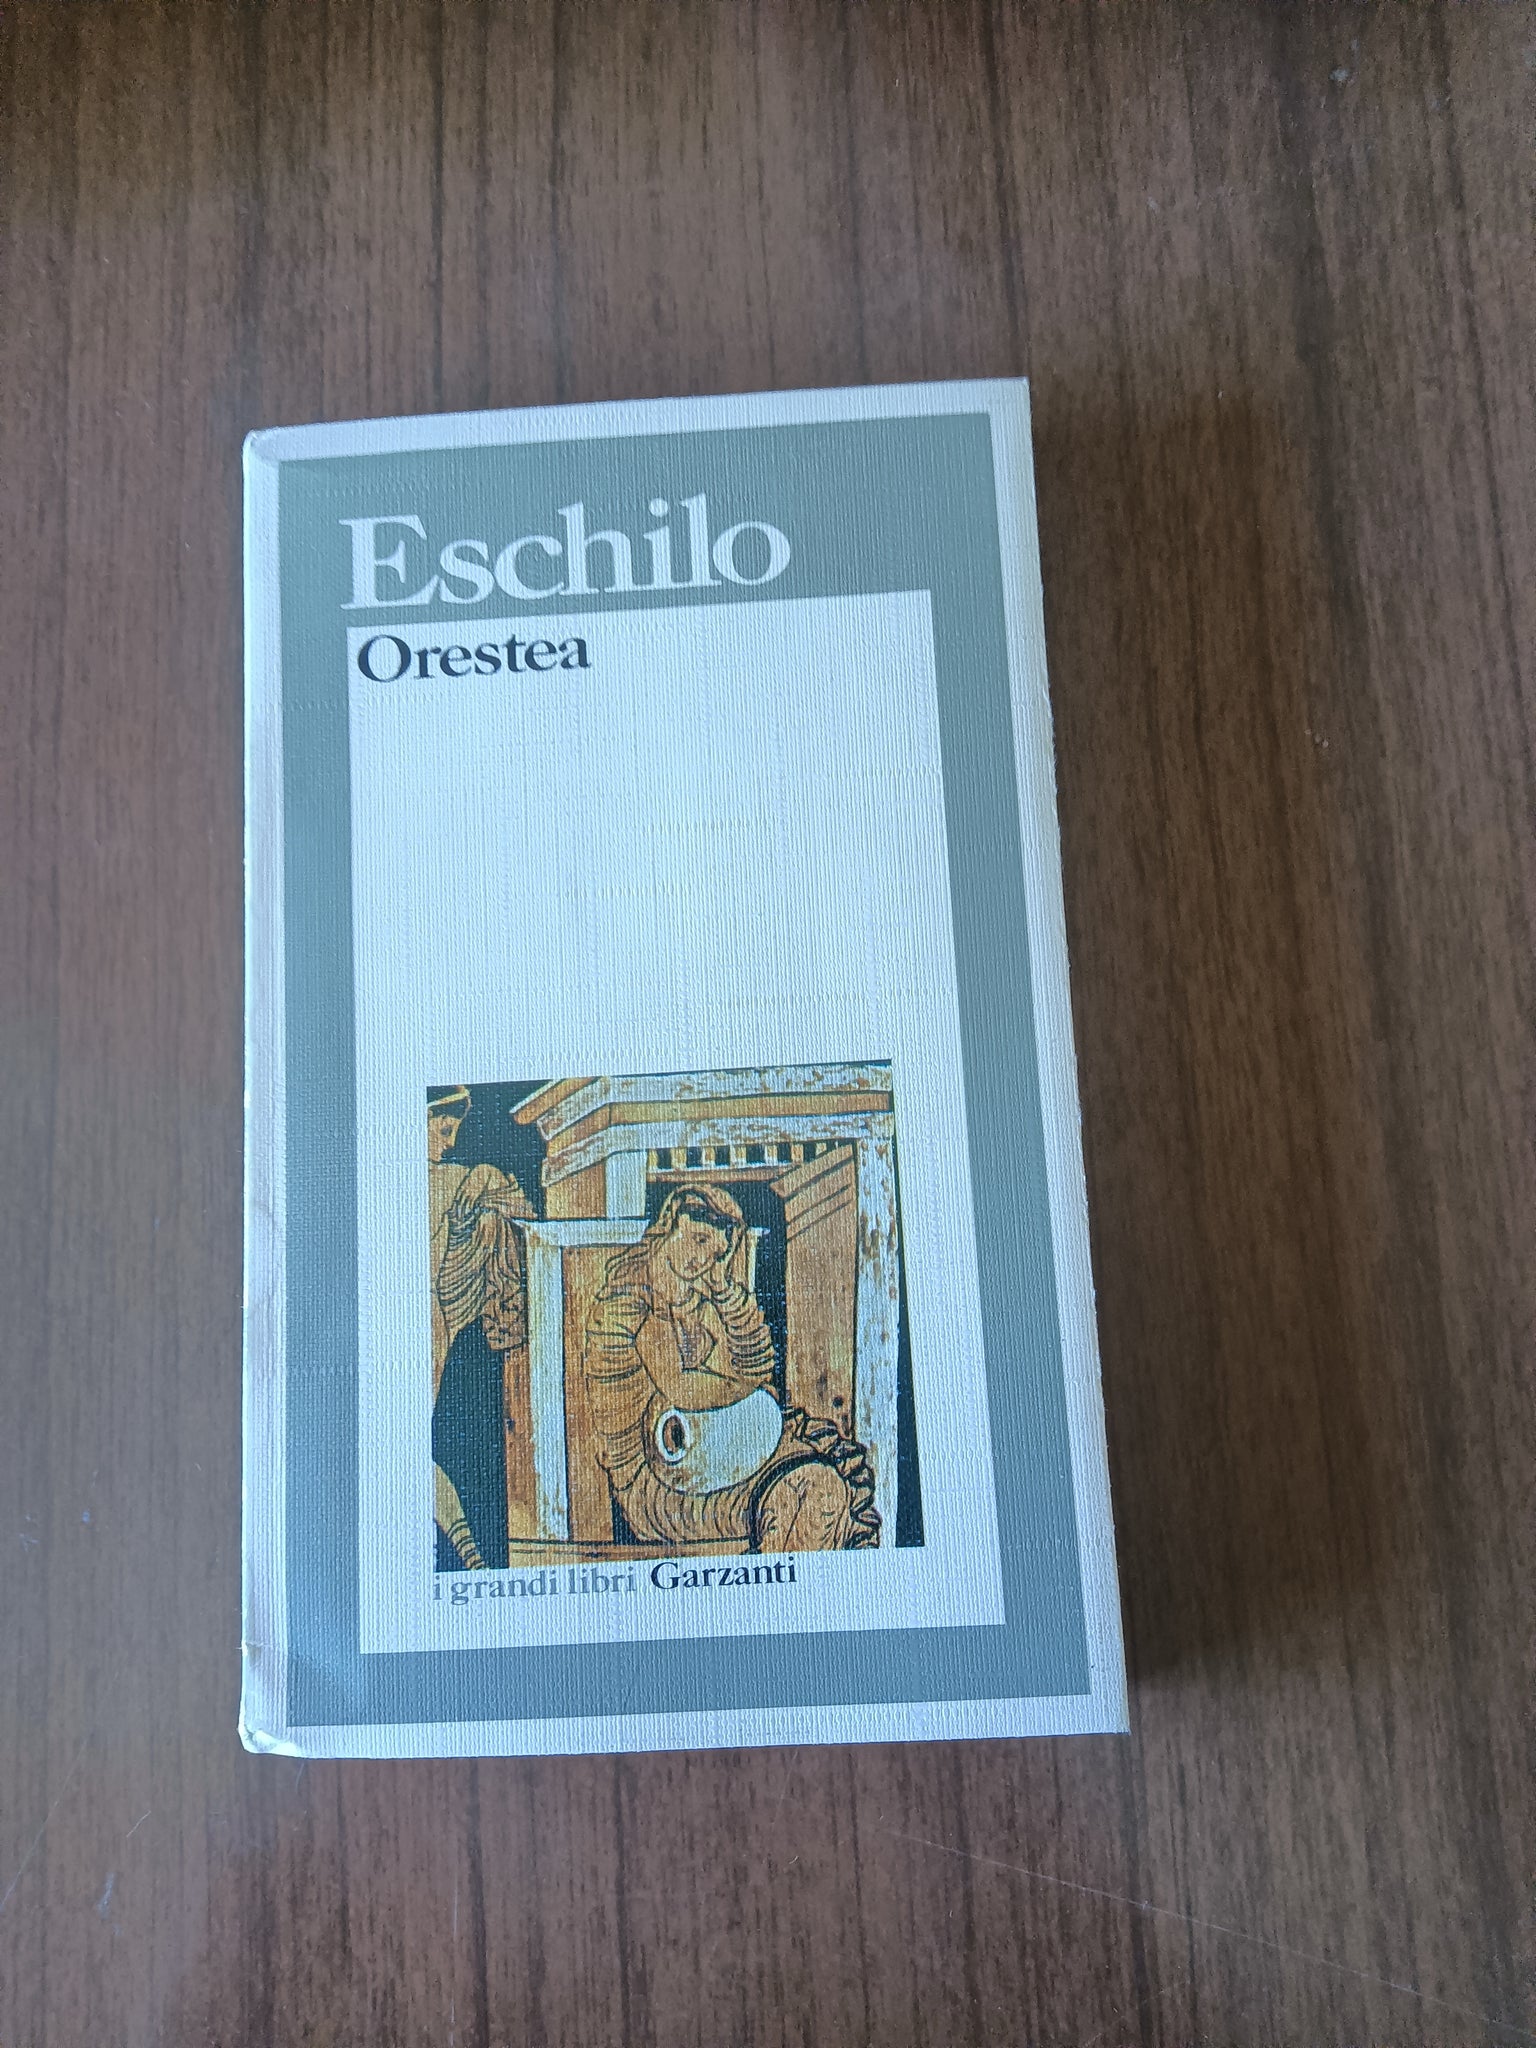 Eschilo
Orestea
i grandi libri Garzanti